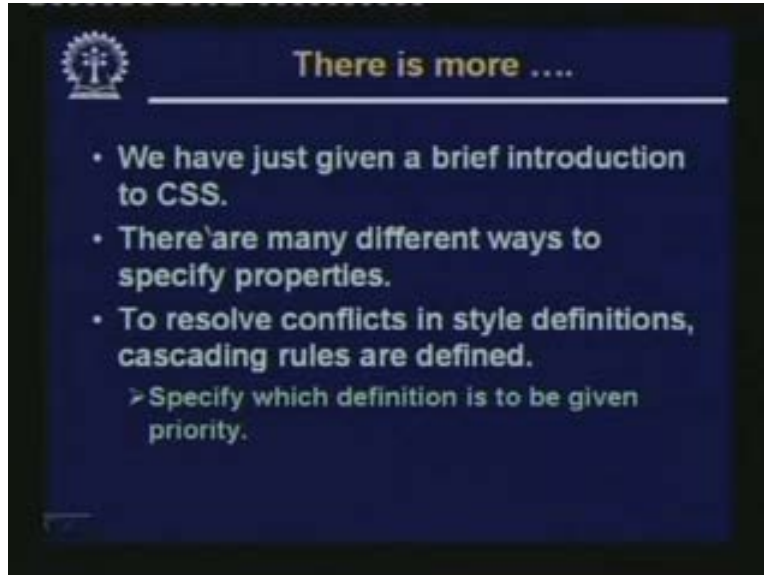 There is more ....
• We have just given a brief introduction
to CSS.
• There are many different ways to
specify properties.
• To resolve conflicts in style definitions,
cascading rules are defined.
➢Specify which definition is to be given
priority.